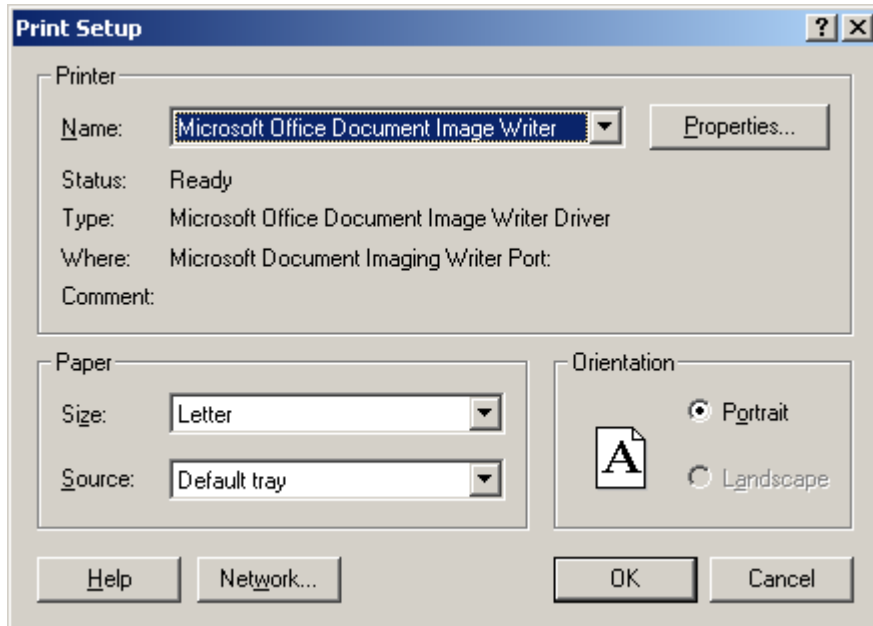 Print Setup
Printer
Name: Microsoft Office Document Image Writer Properties...
Status: Ready
Type: Microsoft Office Document Image Writer Driver
Where: Microsoft Document Imaging Writer Port:
Comment:
Paper
Size: Letter
Source: Default tray
Orientation
A
Portrait
Landscape
Help Network... OK Cancel